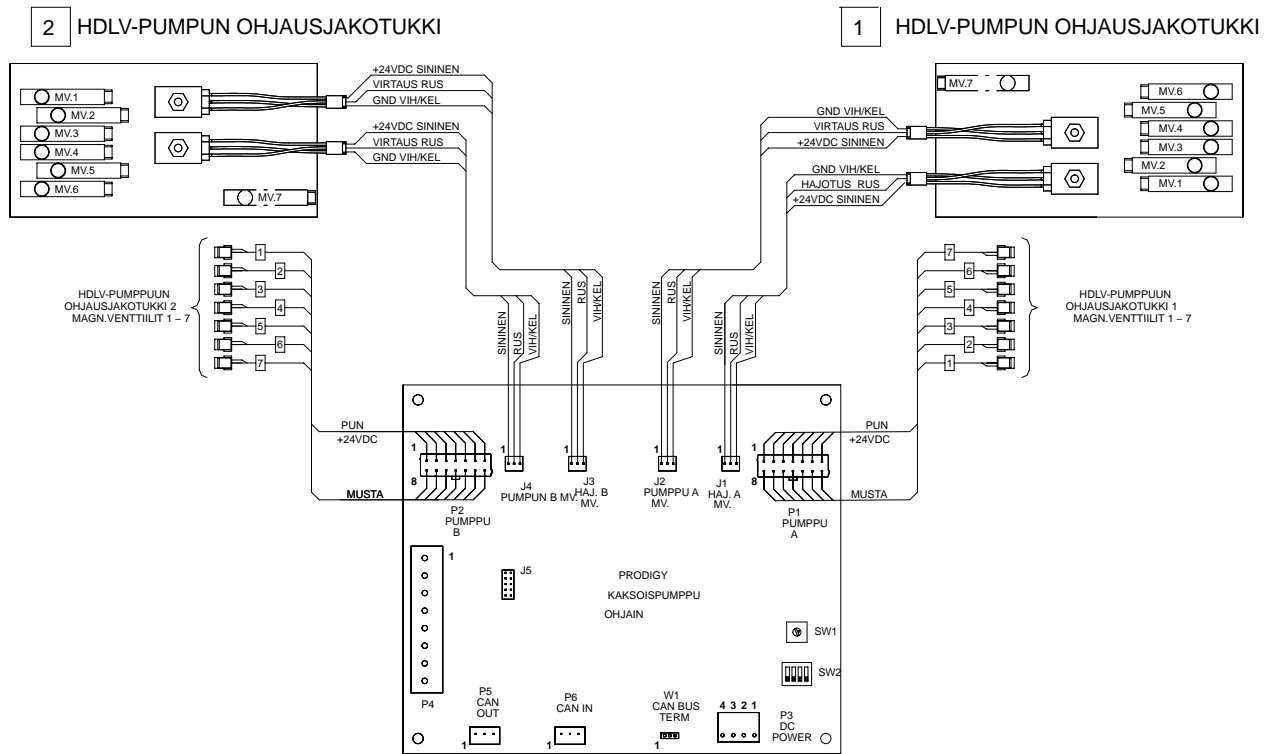 2 HDLV-PUMPUN OHJAUSJAKOTUKKI
1 HDLV-PUMPUN OHJAUSJAKOTUKKI
MV.1
MV.2
MV.3
MV.4
MV.5
MV.6
MV.7
+24VDC SININEN
VIRTAUS RUS
GND VIH/KEL
+24VDC SININEN
VIRTAUS RUS
GND VIH/KEL
GND VIH/KEL
VIRTAUS RUS
+24VDC SININEN
GND VIH/KEL
HAJOTUS RUS
+24VDC SININEN
MV.7
MV.6
MV.5
MV.4
MV.3
MV.2
MV.1
HDLV-PUMPPUUN
OHJAUSJAKOTUKKI 2
MAGN.VENTTIILIT 1 – 7
1
2
3
4
5
6
7
SININEN
RUS
VIH/KEL
SININEN
RUS
VIH/KEL
SININEN
RUS
VIH/KEL
SININEN
RUS
VIH/KEL
7
6
5
4
3
2
1
HDLV-PUMPPUUN
OHJAUSJAKOTUKKI 1
MAGN.VENTTIILIT 1 – 7
PUN
+24VDC
MUSTA
1
8
P2
PUMPPU
B
1
J4
PUMPUN B MV.
1
J3
HAJ. B
MV.
1
J2
PUMPPU A
MV.
1
J1
HAJ. A
MV.
1
8
P1
PUMPPU
A
PUN
+24VDC
MUSTA
1
P4
J5
PRODIGY
KAKSOISPUMPPU
OHJAIN
SW1
SW2
P5
CAN
OUT
1
P6
CAN IN
1
W1
CAN BUS
TERM
1
4 3 2 1
P3
DC
POWER